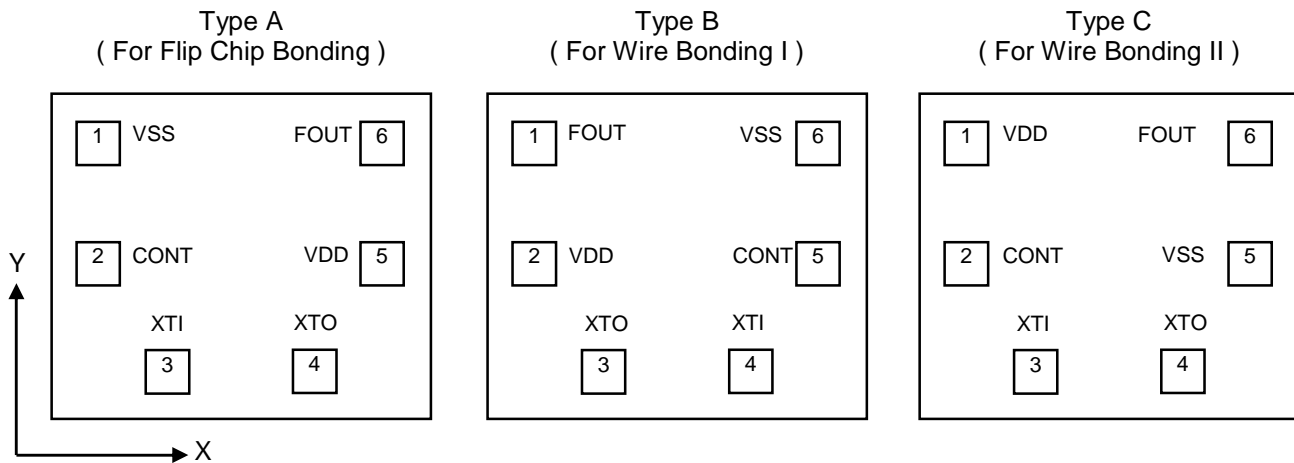 Type A
( For Flip Chip Bonding )
1 VSS FOUT 6
2 CONT VDD 5
XTI XTO
3 4
Type B
( For Wire Bonding I )
1 FOUT VSS 6
2 VDD CONT 5
XTO XTI
3 4
Type C
( For Wire Bonding II )
1 VDD FOUT 6
2 CONT VSS 5
XTI XTO
3 4
Y
X